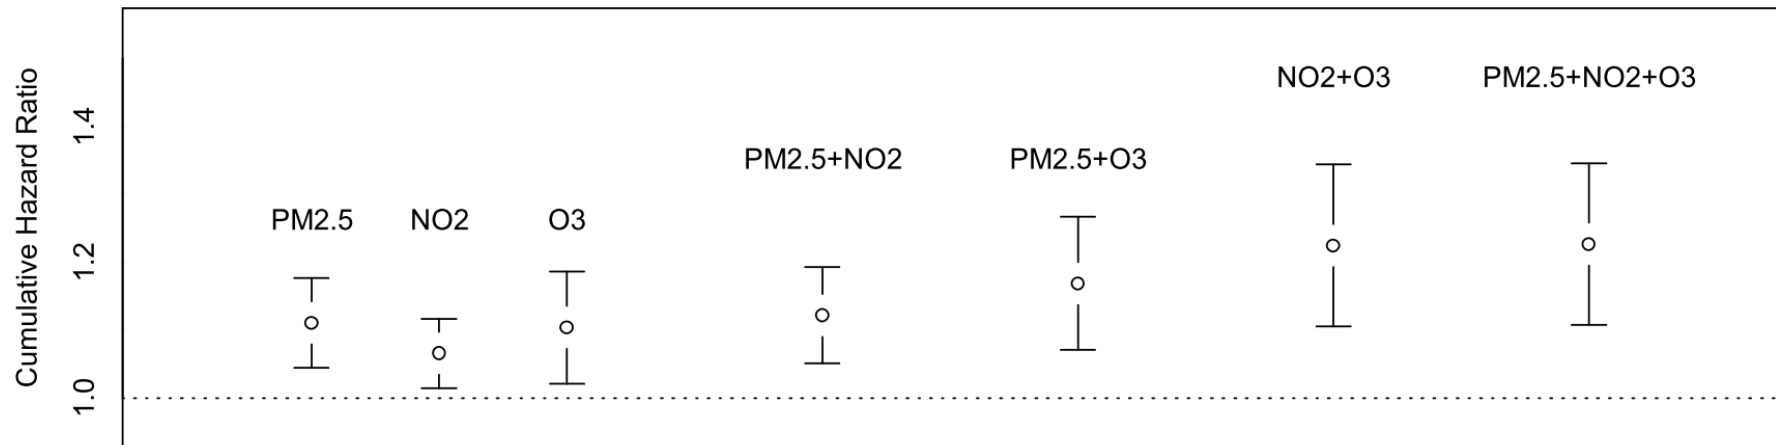 Cumulative Hazard Ratio
1.4
1.2
1.0
NO2+O3 PM2.5+NO2+O3
PM2.5+NO2 PM2.5+O3
PM2.5 NO2 O3